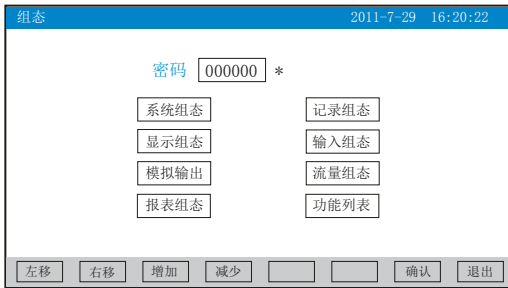 组态 2011-7-29 16:20:22
密码 000000 *
系统组态 记录组态
显示组态 输入组态
模拟输出 流量组态
报表组态 功能列表
左移 右移 增加 减少 确认 退出